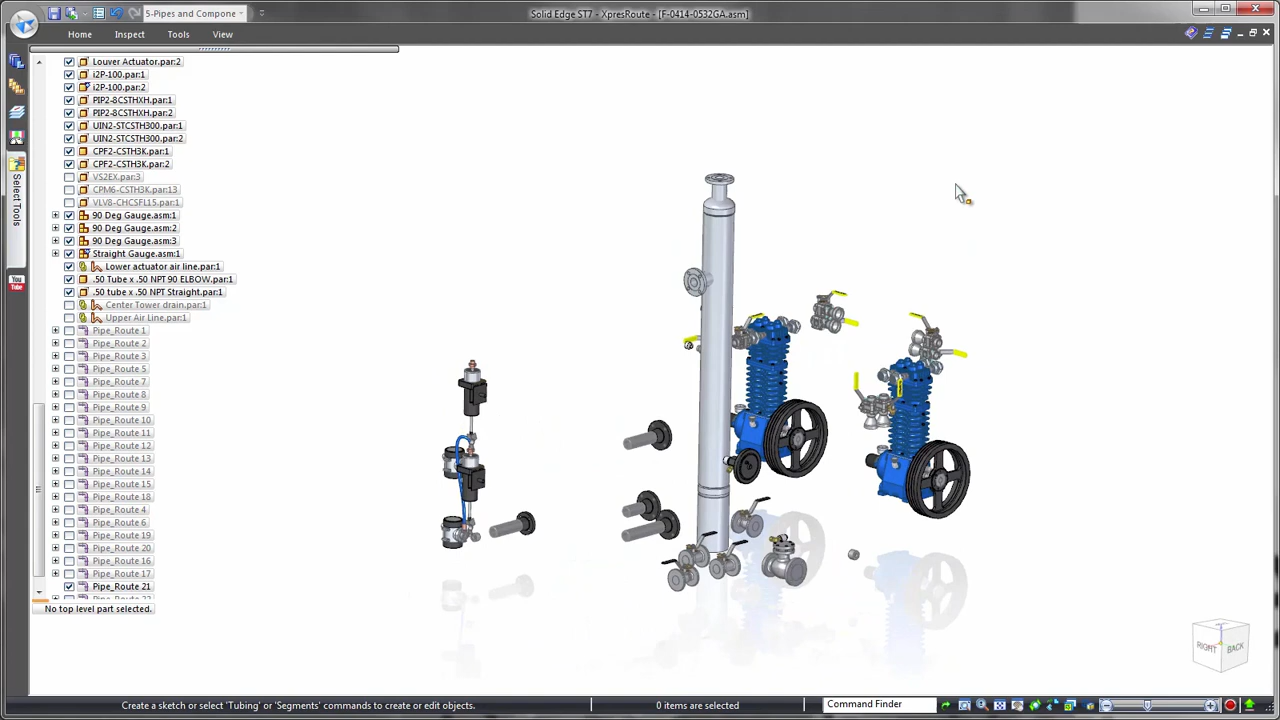 5-Pipes and Compone
Solid Edge ST7 - XpresRoute - [F-0414-0532GA.asm]
Home Inspect Tools View
Select Tools
You Tube
Louver Actuator.par:2
i2P-100.par:1
i2P-100.par:2
PIP2-8CSTHXH.par:1
PIP2-8CSTHXH.par:2
UIN2-STCSTH300.par:1
UIN2-STCSTH300.par:2
CPF2-CSTH3K.par:1
CPF2-CSTH3K.par:2
VS2EX.par:3
CPM6-CSTH3K.par:13
VLV8-CHCSFL15.par:1
90 Deg Gauge.asm:1
90 Deg Gauge.asm:2
90 Deg Gauge.asm:3
Straight Gauge.asm:1
Lower actuator air line.par:1
.50 Tube x .50 NPT 90 ELBOW.par:1
.50 tube x .50 NPT Straight.par:1
Center Tower drain.par:1
Upper Air Line.par:1
Pipe_Route 1
Pipe_Route 2
Pipe_Route 3
Pipe_Route 5
Pipe_Route 7
Pipe_Route 8
Pipe_Route 9
Pipe_Route 10
Pipe_Route 11
Pipe_Route 12
Pipe_Route 13
Pipe_Route 14
Pipe_Route 15
Pipe_Route 18
Pipe_Route 4
Pipe_Route 6
Pipe_Route 19
Pipe_Route 20
Pipe_Route 16
Pipe_Route 17
Pipe_Route 21
No top level part selected.
RIGHT BACK
Create a sketch or select 'Tubing' or 'Segments' commands to create or edit objects.
0 items are selected
Command Finder